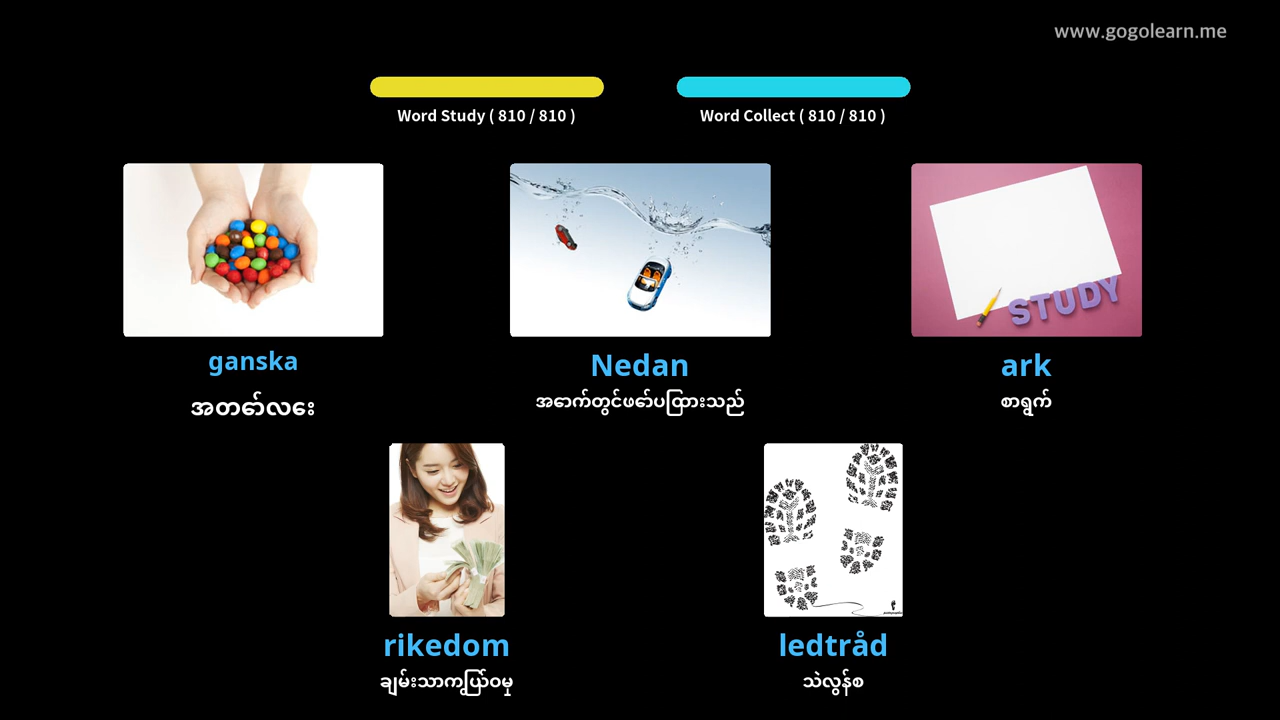 www.gogolearn.me
Word Study ( 810 / 810 )
Word Collect ( 810 / 810 )
STUDY
ganska
အတော်လေး
Nedan
အောက်တွင်ဖော်ပြထားသည်
ark
စာရွက်
rikedom
ချမ်းသာကြွယ်ဝမှု
ledtråd
သဲလွန်စ